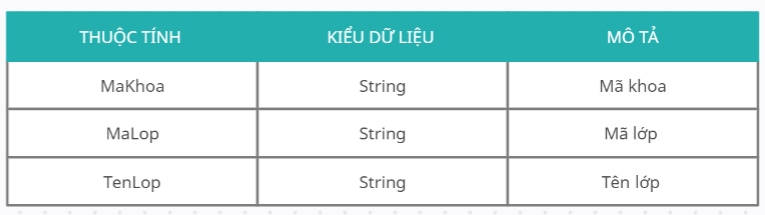 THUỘC TÍNH KIỂU DỮ LIỆU MÔ TẢ
MaKhoa String Mã khoa
MaLop String Mã lớp
TenLop String Tên lớp